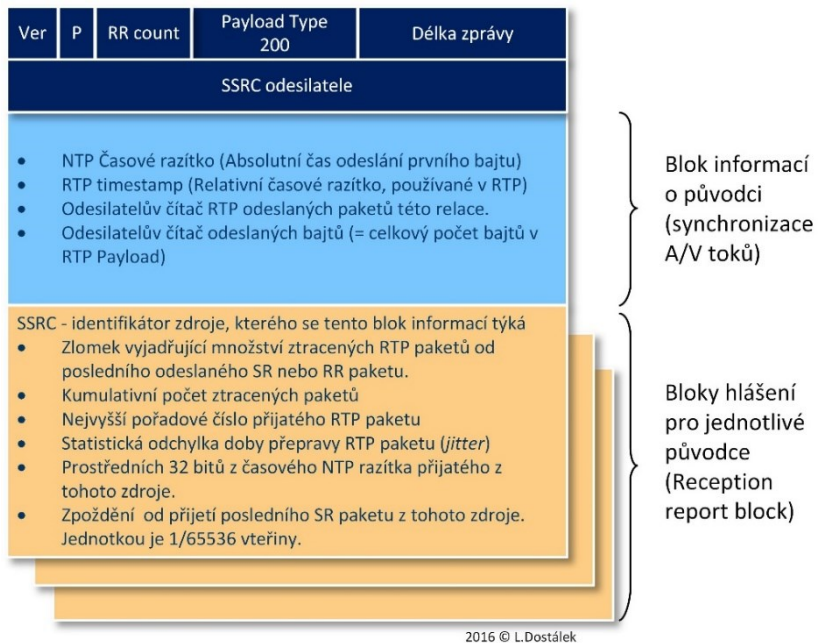 Ver P RR count Payload Type Délka zprávy
200
SSRC odesilatele
• NTP Časové razítko (Absolutní čas odeslání prvního bajtu)
• RTP timestamp (Relativní časové razítko, používané v RTP)
• Odesilatelův čítač RTP odeslaných paketů této relace.
• Odesilatelův čítač odeslaných bajtů (= celkový počet bajtů v
RTP Payload)
Blok informací
o původci
(synchronizace
A/V toků)
SSRC - identifikátor zdroje, kterého se tento blok informací týká
• Zlomek vyjadřující množství ztracených RTP paketů od
posledního odeslaného SR nebo RR paketu.
• Kumulativní počet ztracených paketů
• Nejvyšší pořadové číslo přijatého RTP paketu
• Statistická odchylka doby přepravy RTP paketu (jitter)
• Prostředních 32 bitů z časového NTP razítka přijatého z
tohoto zdroje.
• Zpoždění od přijetí posledního SR paketu z tohoto zdroje.
Jednotkou je 1/65536 vteřiny.
Bloky hlášení
pro jednotlivé
původce
(Reception
report block)
2016 © L.Dostálek